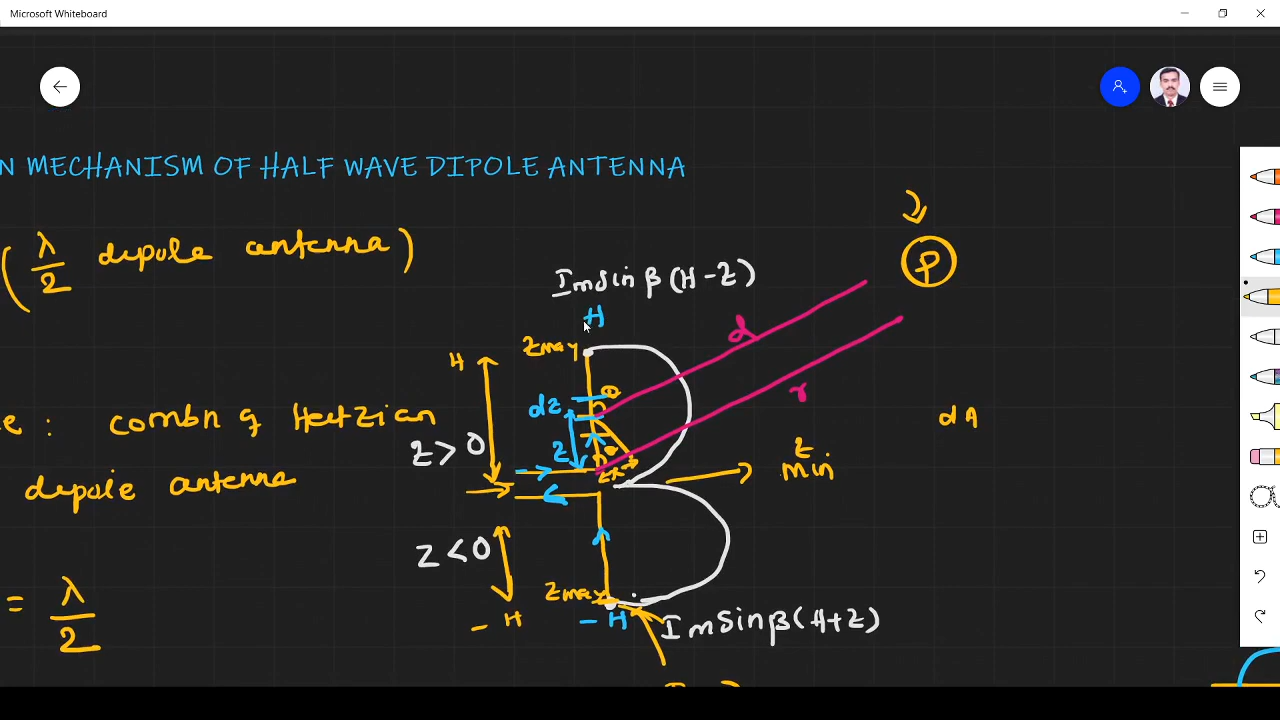 Microsoft Whiteboard
N MECHANISM OF HALF WAVE DIPOLE ANTENNA
( λ/2 dipole antenna )
Im Sin β (H-Z)
H
Zmax
P
d
r
H
dz
θ
Z
Z > 0
e : combn of Hertzian
dipole antenna
Z min
dA
Z < 0
= λ/2
Zmax
- H
- H
Im Sin β (H+Z)